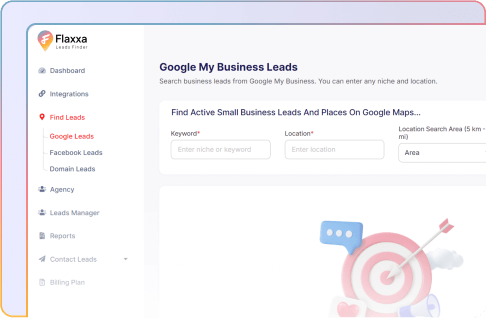 Flaxxa
Leads Finder
Dashboard
Integrations
Find Leads
Google Leads
Facebook Leads
Domain Leads
Agency
Leads Manager
Reports
Contact Leads
Billing Plan
Google My Business Leads
Search business leads from Google My Business. You can enter any niche and location.
Find Active Small Business Leads And Places On Google Maps...
Keyword*
Enter niche or keyword
Location*
Enter location
Location Search Area (5 km -
mi)
Area